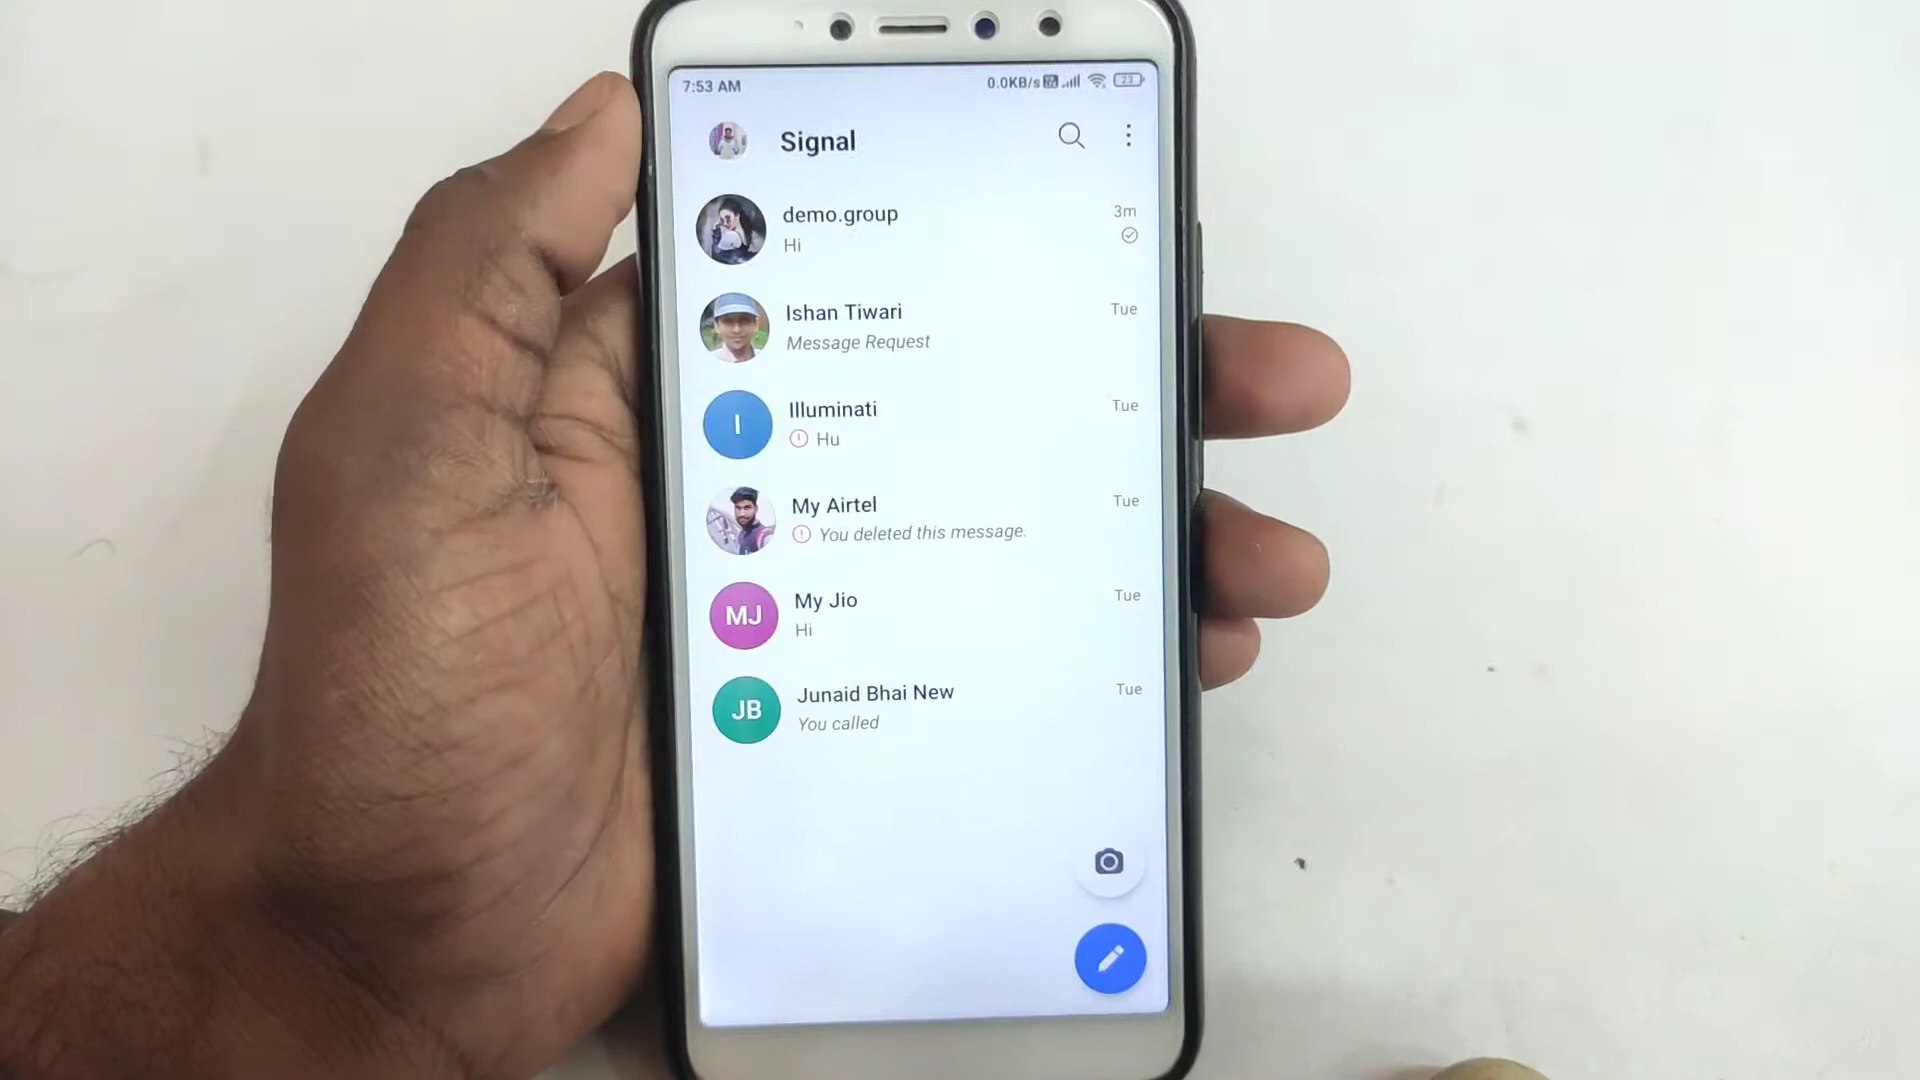 7:53 AM
0.0KB/s
23
Signal
demo.group
3m
Hi
Ishan Tiwari
Tue
Message Request
Illuminati
Tue
I
Hu
My Airtel
Tue
You deleted this message.
My Jio
Tue
MJ
Hi
Junaid Bhai New
Tue
JB
You called